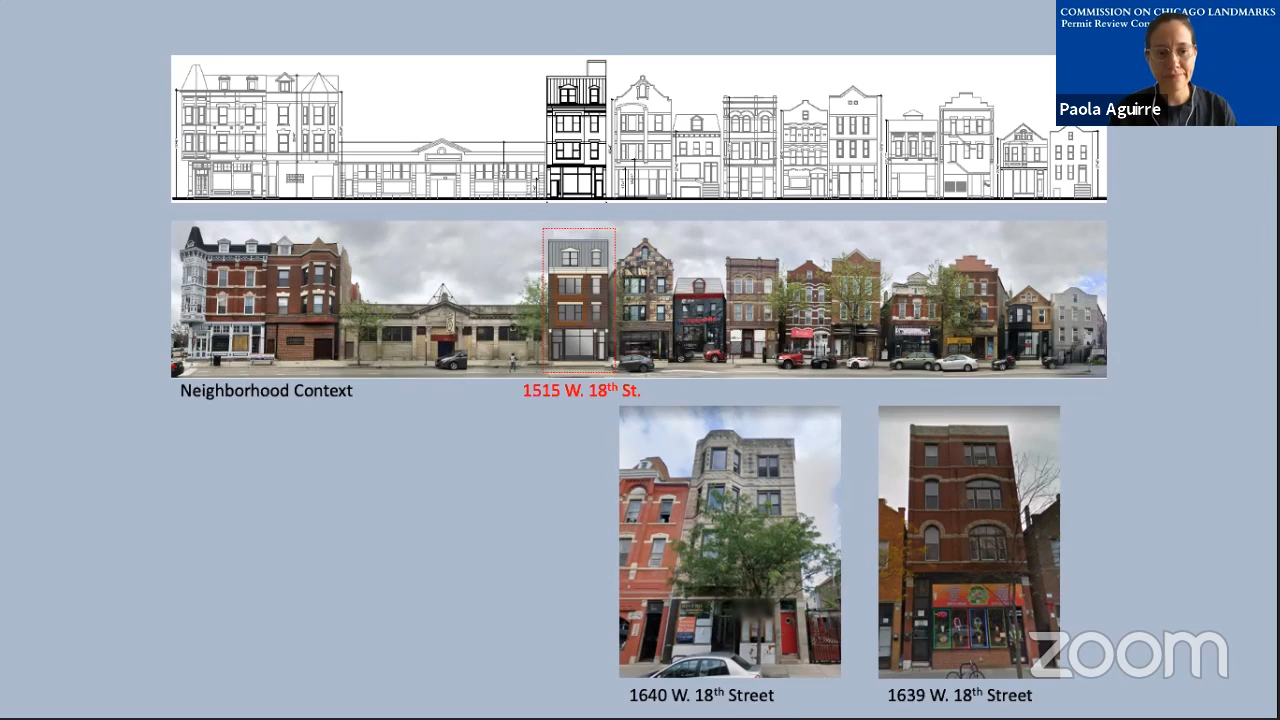 COMMISSION ON CHICAGO LANDMARKS
Permit Review Com
Paola Aguirre
Neighborhood Context
1515 W. 18th St.
1640 W. 18th Street
1639 W. 18th Street
zoom